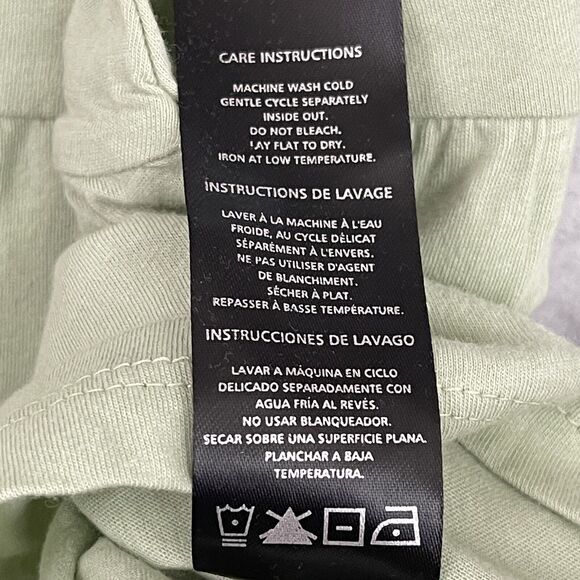 CARE INSTRUCTIONS
MACHINE WASH COLD
GENTLE CYCLE SEPARATELY
INSIDE OUT.
DO NOT BLEACH.
LAY FLAT TO DRY.
IRON AT LOW TEMPERATURE.
INSTRUCTIONS DE LAVAGE
LAVER À LA MACHINE À L'EAU
FROIDE, AU CYCLE DÉLICAT
SÉPARÉMENT À L'ENVERS.
NE PAS UTILISER D'AGENT
DE BLANCHIMENT.
SÉCHER À PLAT.
REPASSER À BASSE TEMPÉRATURE.
INSTRUCCIONES DE LAVAGO
LAVAR A MÁQUINA EN CICLO
DELICADO SEPARADAMENTE CON
AGUA FRÍA AL REVÉS.
NO USAR BLANQUEADOR.
SECAR SOBRE UNA SUPERFICIE PLANA.
PLANCHAR A BAJA
TEMPERATURA.